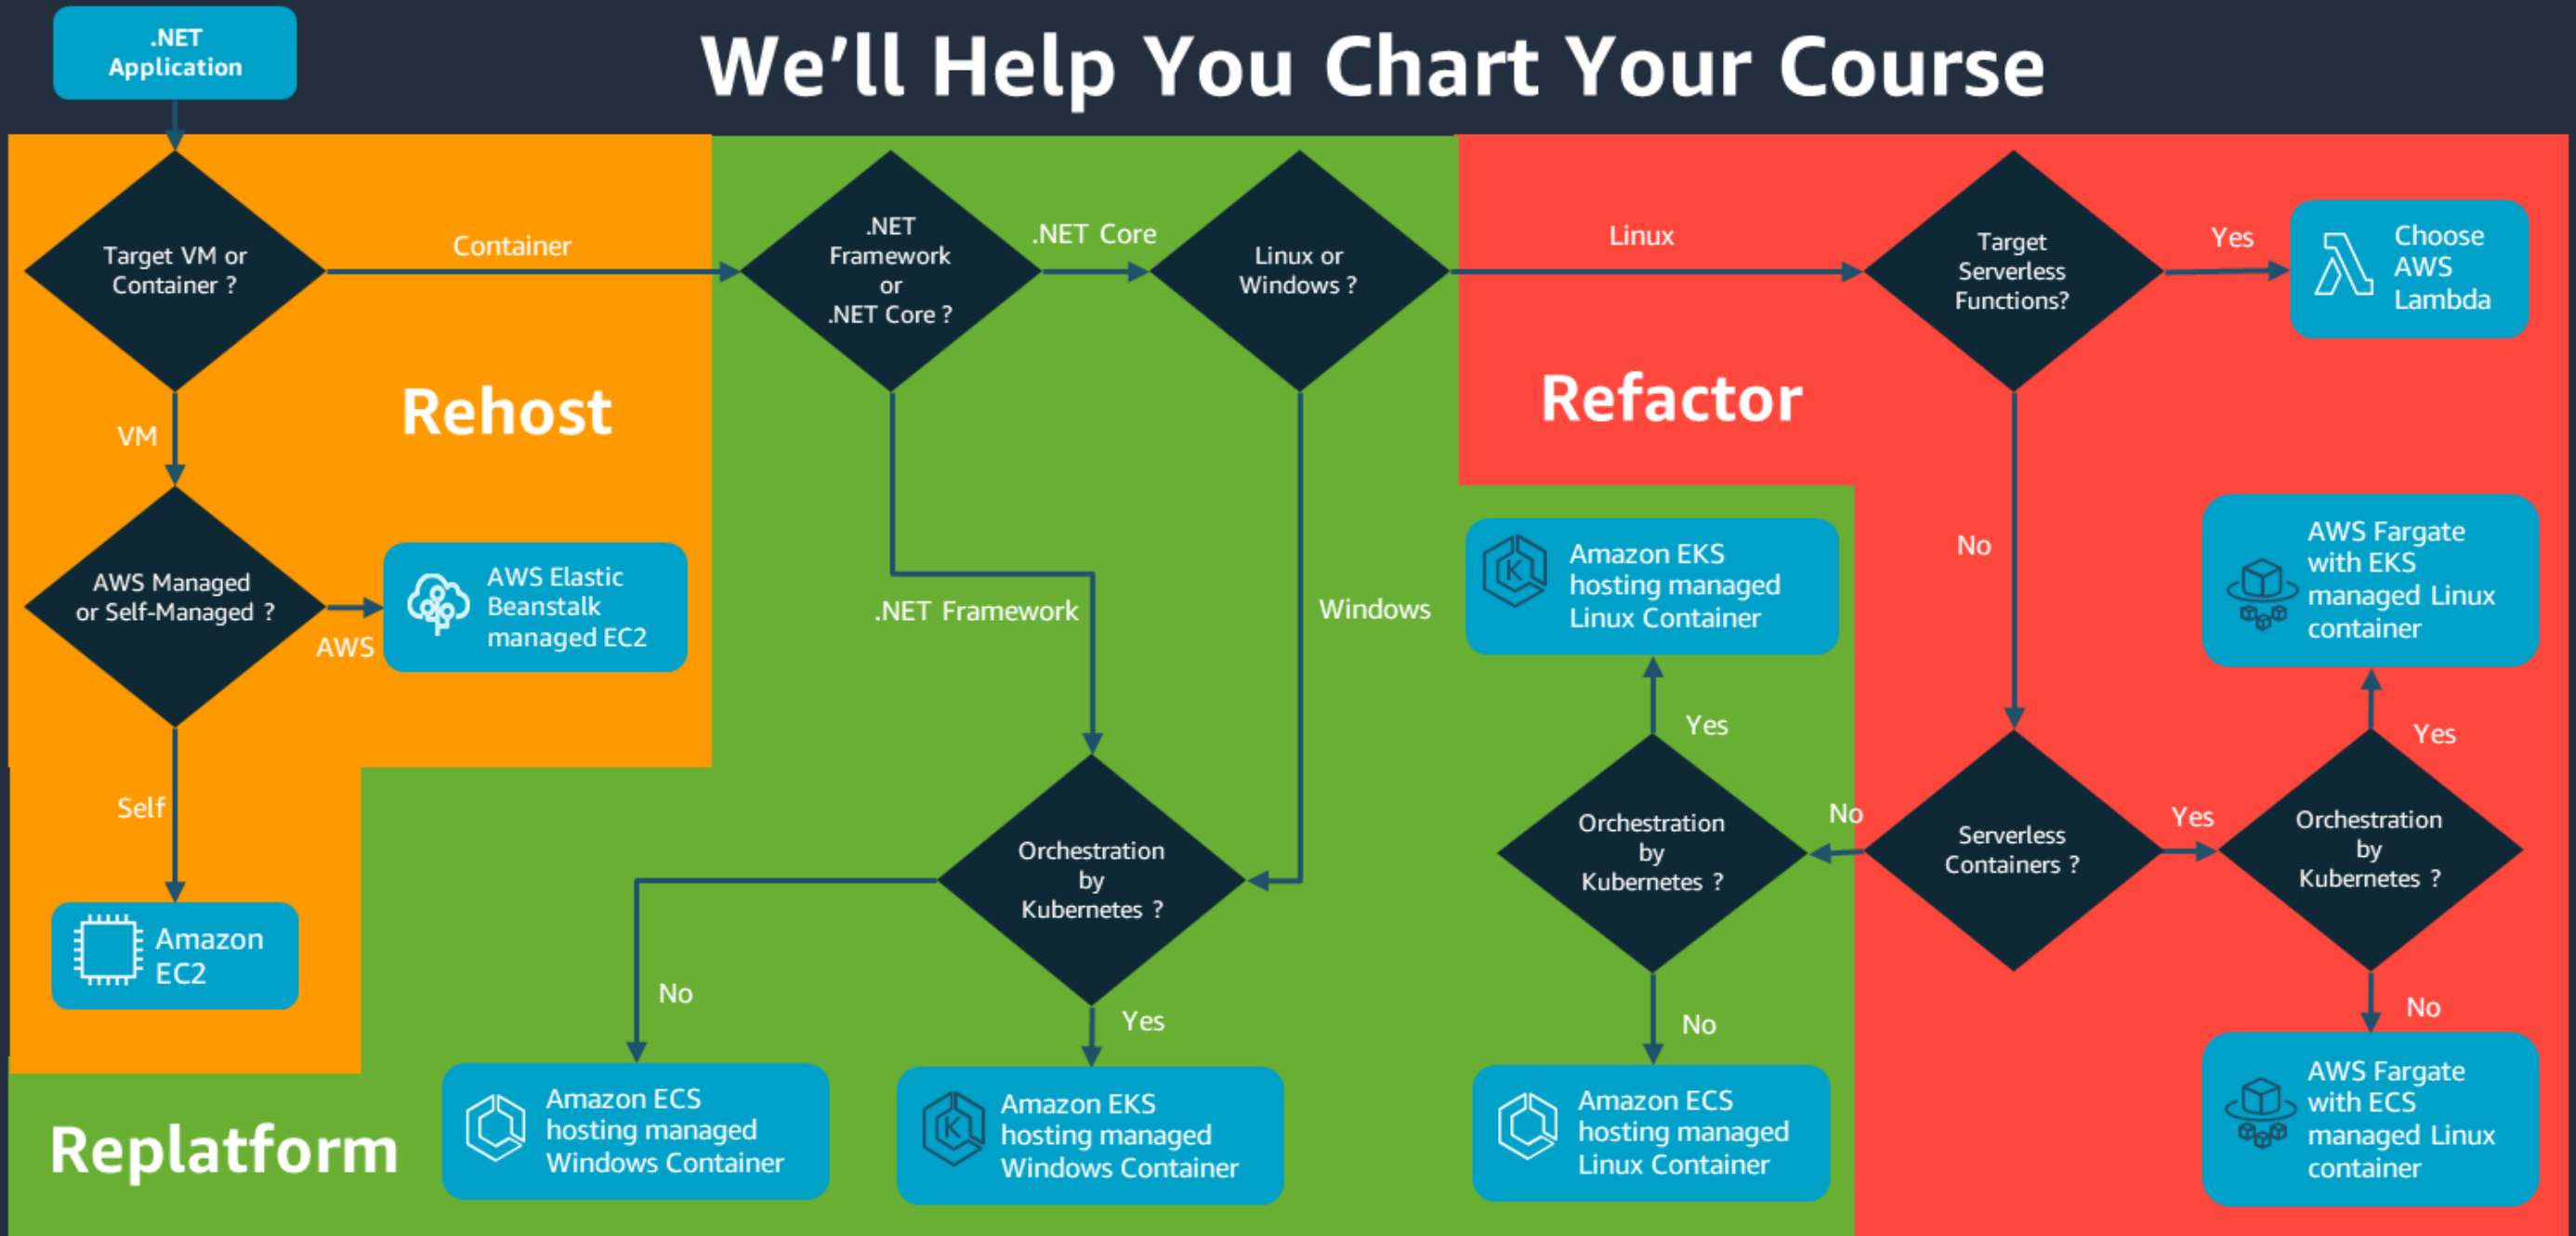 .NET
Application
We’ll Help You Chart Your Course
Target VM or
Container ?
Container
.NET
Framework
or
.NET Core ?
.NET Core
Linux or
Windows ?
Linux
Target
Serverless
Functions?
Yes
Choose
AWS
Lambda
VM
Rehost
Refactor
AWS Managed
or Self-Managed ?
AWS
AWS Elastic
Beanstalk
managed EC2
.NET Framework
Windows
Amazon EKS
hosting managed
Linux Container
No
AWS Fargate
with EKS
managed Linux
container
Self
Yes
Yes
Orchestration
by
Kubernetes ?
Orchestration
by
Kubernetes ?
No
Serverless
Containers ?
Yes
Orchestration
by
Kubernetes ?
Amazon
EC2
No
Yes
No
No
Replatform
Amazon ECS
hosting managed
Windows Container
K
Amazon EKS
hosting managed
Windows Container
Amazon ECS
hosting managed
Linux Container
AWS Fargate
with ECS
managed Linux
container
K